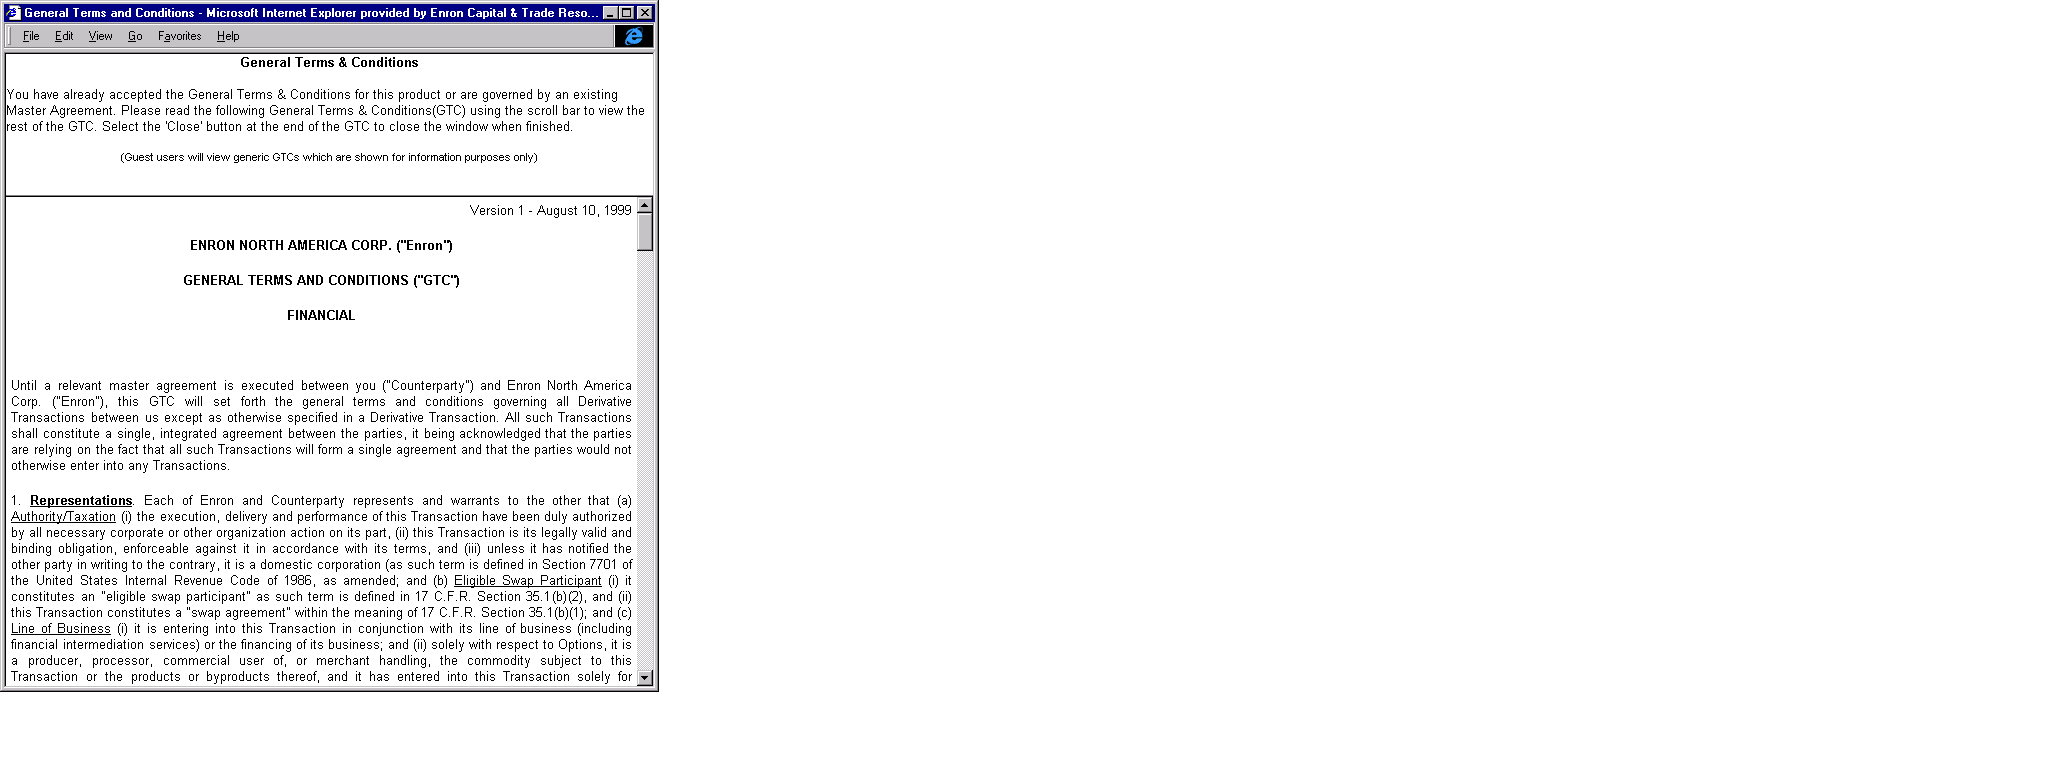 General Terms and Conditions - Microsoft Internet Explorer provided by Enron Capital & Trade Reso...
File Edit View Go Favorites Help
General Terms & Conditions
You have already accepted the General Terms & Conditions for this product or are governed by an existing
Master Agreement. Please read the following General Terms & Conditions(GTC) using the scroll bar to view the
rest of the GTC. Select the 'Close' button at the end of the GTC to close the window when finished.
(Guest users will view generic GTCs which are shown for information purposes only)
Version 1 - August 10, 1999
ENRON NORTH AMERICA CORP. ("Enron")
GENERAL TERMS AND CONDITIONS ("GTC")
FINANCIAL
Until a relevant master agreement is executed between you ("Counterparty") and Enron North America
Corp. ("Enron"), this GTC will set forth the general terms and conditions governing all Derivative
Transactions between us except as otherwise specified in a Derivative Transaction. All such Transactions
shall constitute a single, integrated agreement between the parties, it being acknowledged that the parties
are relying on the fact that all such Transactions will form a single agreement and that the parties would not
otherwise enter into any Transactions.
1. Representations. Each of Enron and Counterparty represents and warrants to the other that (a)
Authority/Taxation (i) the execution, delivery and performance of this Transaction have been duly authorized
by all necessary corporate or other organization action on its part, (ii) this Transaction is its legally valid and
binding obligation, enforceable against it in accordance with its terms, and (iii) unless it has notified the
other party in writing to the contrary, it is a domestic corporation (as such term is defined in Section 7701 of
the United States Internal Revenue Code of 1986, as amended; and (b) Eligible Swap Participant (i) it
constitutes an "eligible swap participant" as such term is defined in 17 C.F.R. Section 35.1(b)(2), and (ii)
this Transaction constitutes a "swap agreement" within the meaning of 17 C.F.R. Section 35.1(b)(1); and (c)
Line of Business (i) it is entering into this Transaction in conjunction with its line of business (including
financial intermediation services) or the financing of its business; and (ii) solely with respect to Options, it is
a producer, processor, commercial user of, or merchant handling, the commodity subject to this
Transaction or the products or byproducts thereof, and it has entered into this Transaction solely for